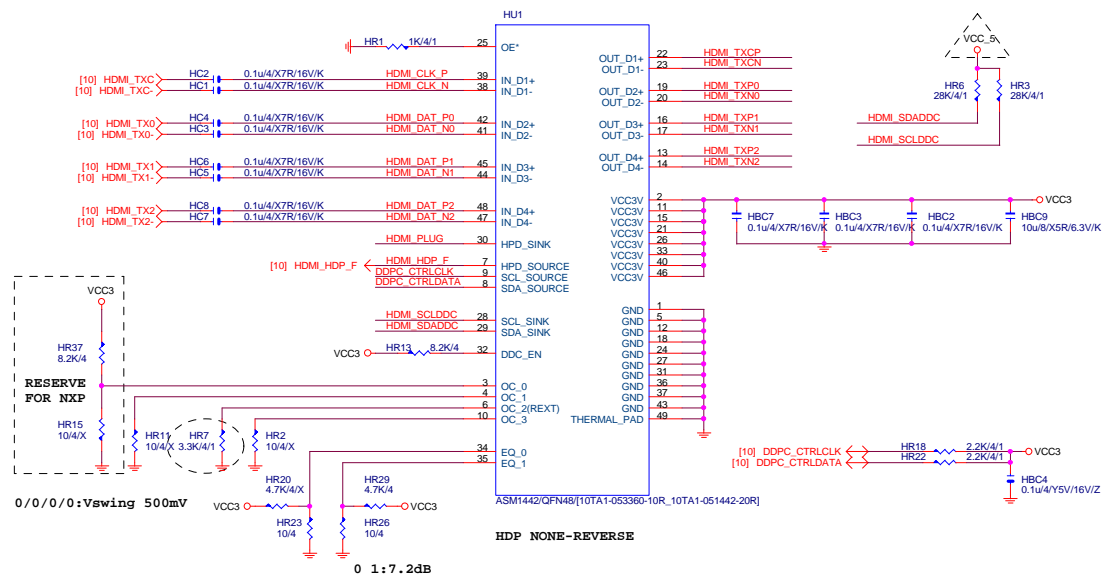 HU1
HR1 1K/4/1 25 OE*
22 OUT_D1+ HDMI_TXCP
23 OUT_D1- HDMI_TXCN
VCC_5
HR6 28K/4/1
HR3 28K/4/1
[10] HDMI_TXC HC2 0.1u/4/X7R/16V/K HDMI_CLK_P 39 IN_D1+
[10] HDMI_TXC- HC1 0.1u/4/X7R/16V/K HDMI_CLK_N 38 IN_D1-
OUT_D2+ 19 HDMI_TXP0
OUT_D2- 20 HDMI_TXN0
[10] HDMI_TX0 HC4 0.1u/4/X7R/16V/K HDMI_DAT_P0 42 IN_D2+
[10] HDMI_TX0- HC3 0.1u/4/X7R/16V/K HDMI_DAT_N0 41 IN_D2-
OUT_D3+ 16 HDMI_TXP1
OUT_D3- 17 HDMI_TXN1
HDMI_SDADDC
HDMI_SCLDDC
[10] HDMI_TX1 HC6 0.1u/4/X7R/16V/K HDMI_DAT_P1 45 IN_D3+
[10] HDMI_TX1- HC5 0.1u/4/X7R/16V/K HDMI_DAT_N1 44 IN_D3-
OUT_D4+ 13 HDMI_TXP2
OUT_D4- 14 HDMI_TXN2
[10] HDMI_TX2 HC8 0.1u/4/X7R/16V/K HDMI_DAT_P2 48 IN_D4+
[10] HDMI_TX2- HC7 0.1u/4/X7R/16V/K HDMI_DAT_N2 47 IN_D4-
VCC3V 2 VCC3
VCC3V 11
VCC3V 15
VCC3V 21
VCC3V 26
VCC3V 33
VCC3V 40
VCC3V 46
HBC7 0.1u/4/X7R/16V/K
HBC3 0.1u/4/X7R/16V/K
HBC2 0.1u/4/X7R/16V/K
HBC9 10u/8/X5R/6.3V/K
HDMI_PLUG 30 HPD_SINK
[10] HDMI_HDP_F HDMI_HDP_F 7 HPD_SOURCE
DDPC_CTRLCLK 9 SCL_SOURCE
DDPC_CTRLDATA 8 SDA_SOURCE
HDMI_SCLDDC 28 SCL_SINK
HDMI_SDADDC 29 SDA_SINK
VCC3 HR13 8.2K/4 32 DDC_EN
GND 1
GND 5
GND 12
GND 18
GND 24
GND 27
GND 31
GND 36
GND 37
GND 43
THERMAL_PAD 49
VCC3
HR37
8.2K/4
RESERVE
FOR NXP
HR15
10/4/X
3 OC_0
4 OC_1
6 OC_2(REXT)
10 OC_3
HR11
10/4/X
HR7
3.3K/4/1
HR2
10/4/X
34 EQ_0
35 EQ_1
[10] DDPC_CTRLCLK HR18 2.2K/4/1 VCC3
[10] DDPC_CTRLDATA HR22 2.2K/4/1
HBC4
0.1u/4/Y5V/16V/Z
HR20
4.7K/4/X
HR29
4.7K/4
VCC3
VCC3
HR23
10/4
HR26
10/4
0/0/0/0:Vswing 500mV
ASM1442/QFN48/[10TA1-053360-10R_10TA1-051442-20R]
HDP NONE-REVERSE
0 1:7.2dB